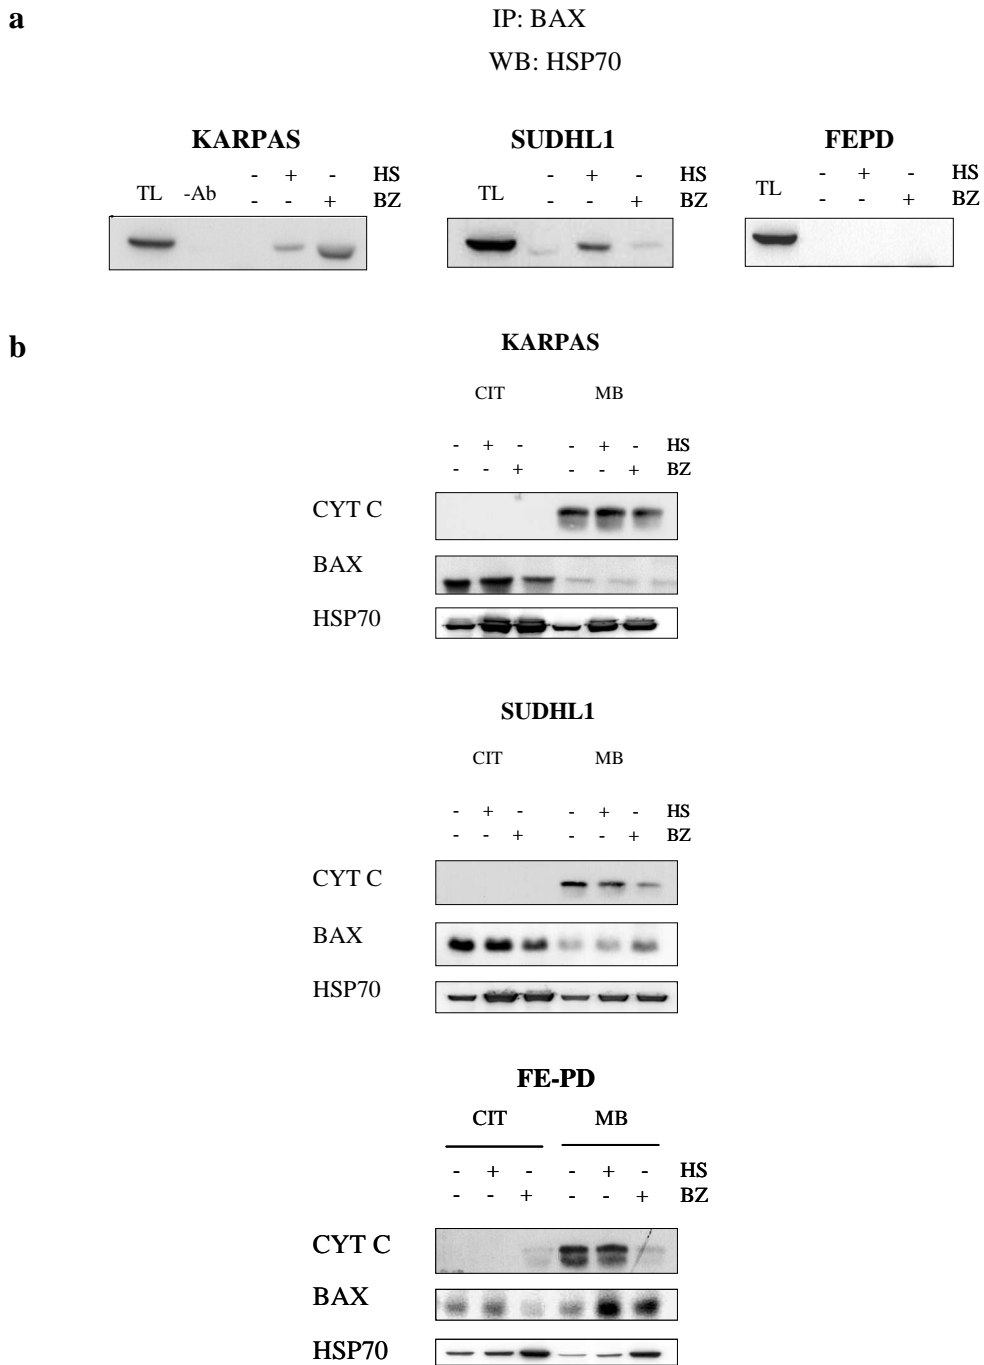 a
IP: BAX
WB: HSP70
KARPAS SUDHL1 FEPD
TL -Ab - + - HS TL - + - HS TL - + - HS
- - + BZ - - + BZ - - + BZ
b
KARPAS
CIT MB
- + - - + - HS
- - + - - + BZ
CYT C
BAX
HSP70
SUDHL1
CIT MB
- + - - + - HS
- - + - - + BZ
CYT C
BAX
HSP70
FE-PD
CIT MB
- + - - + - HS
- - + - - + BZ
CYT C
BAX
HSP70